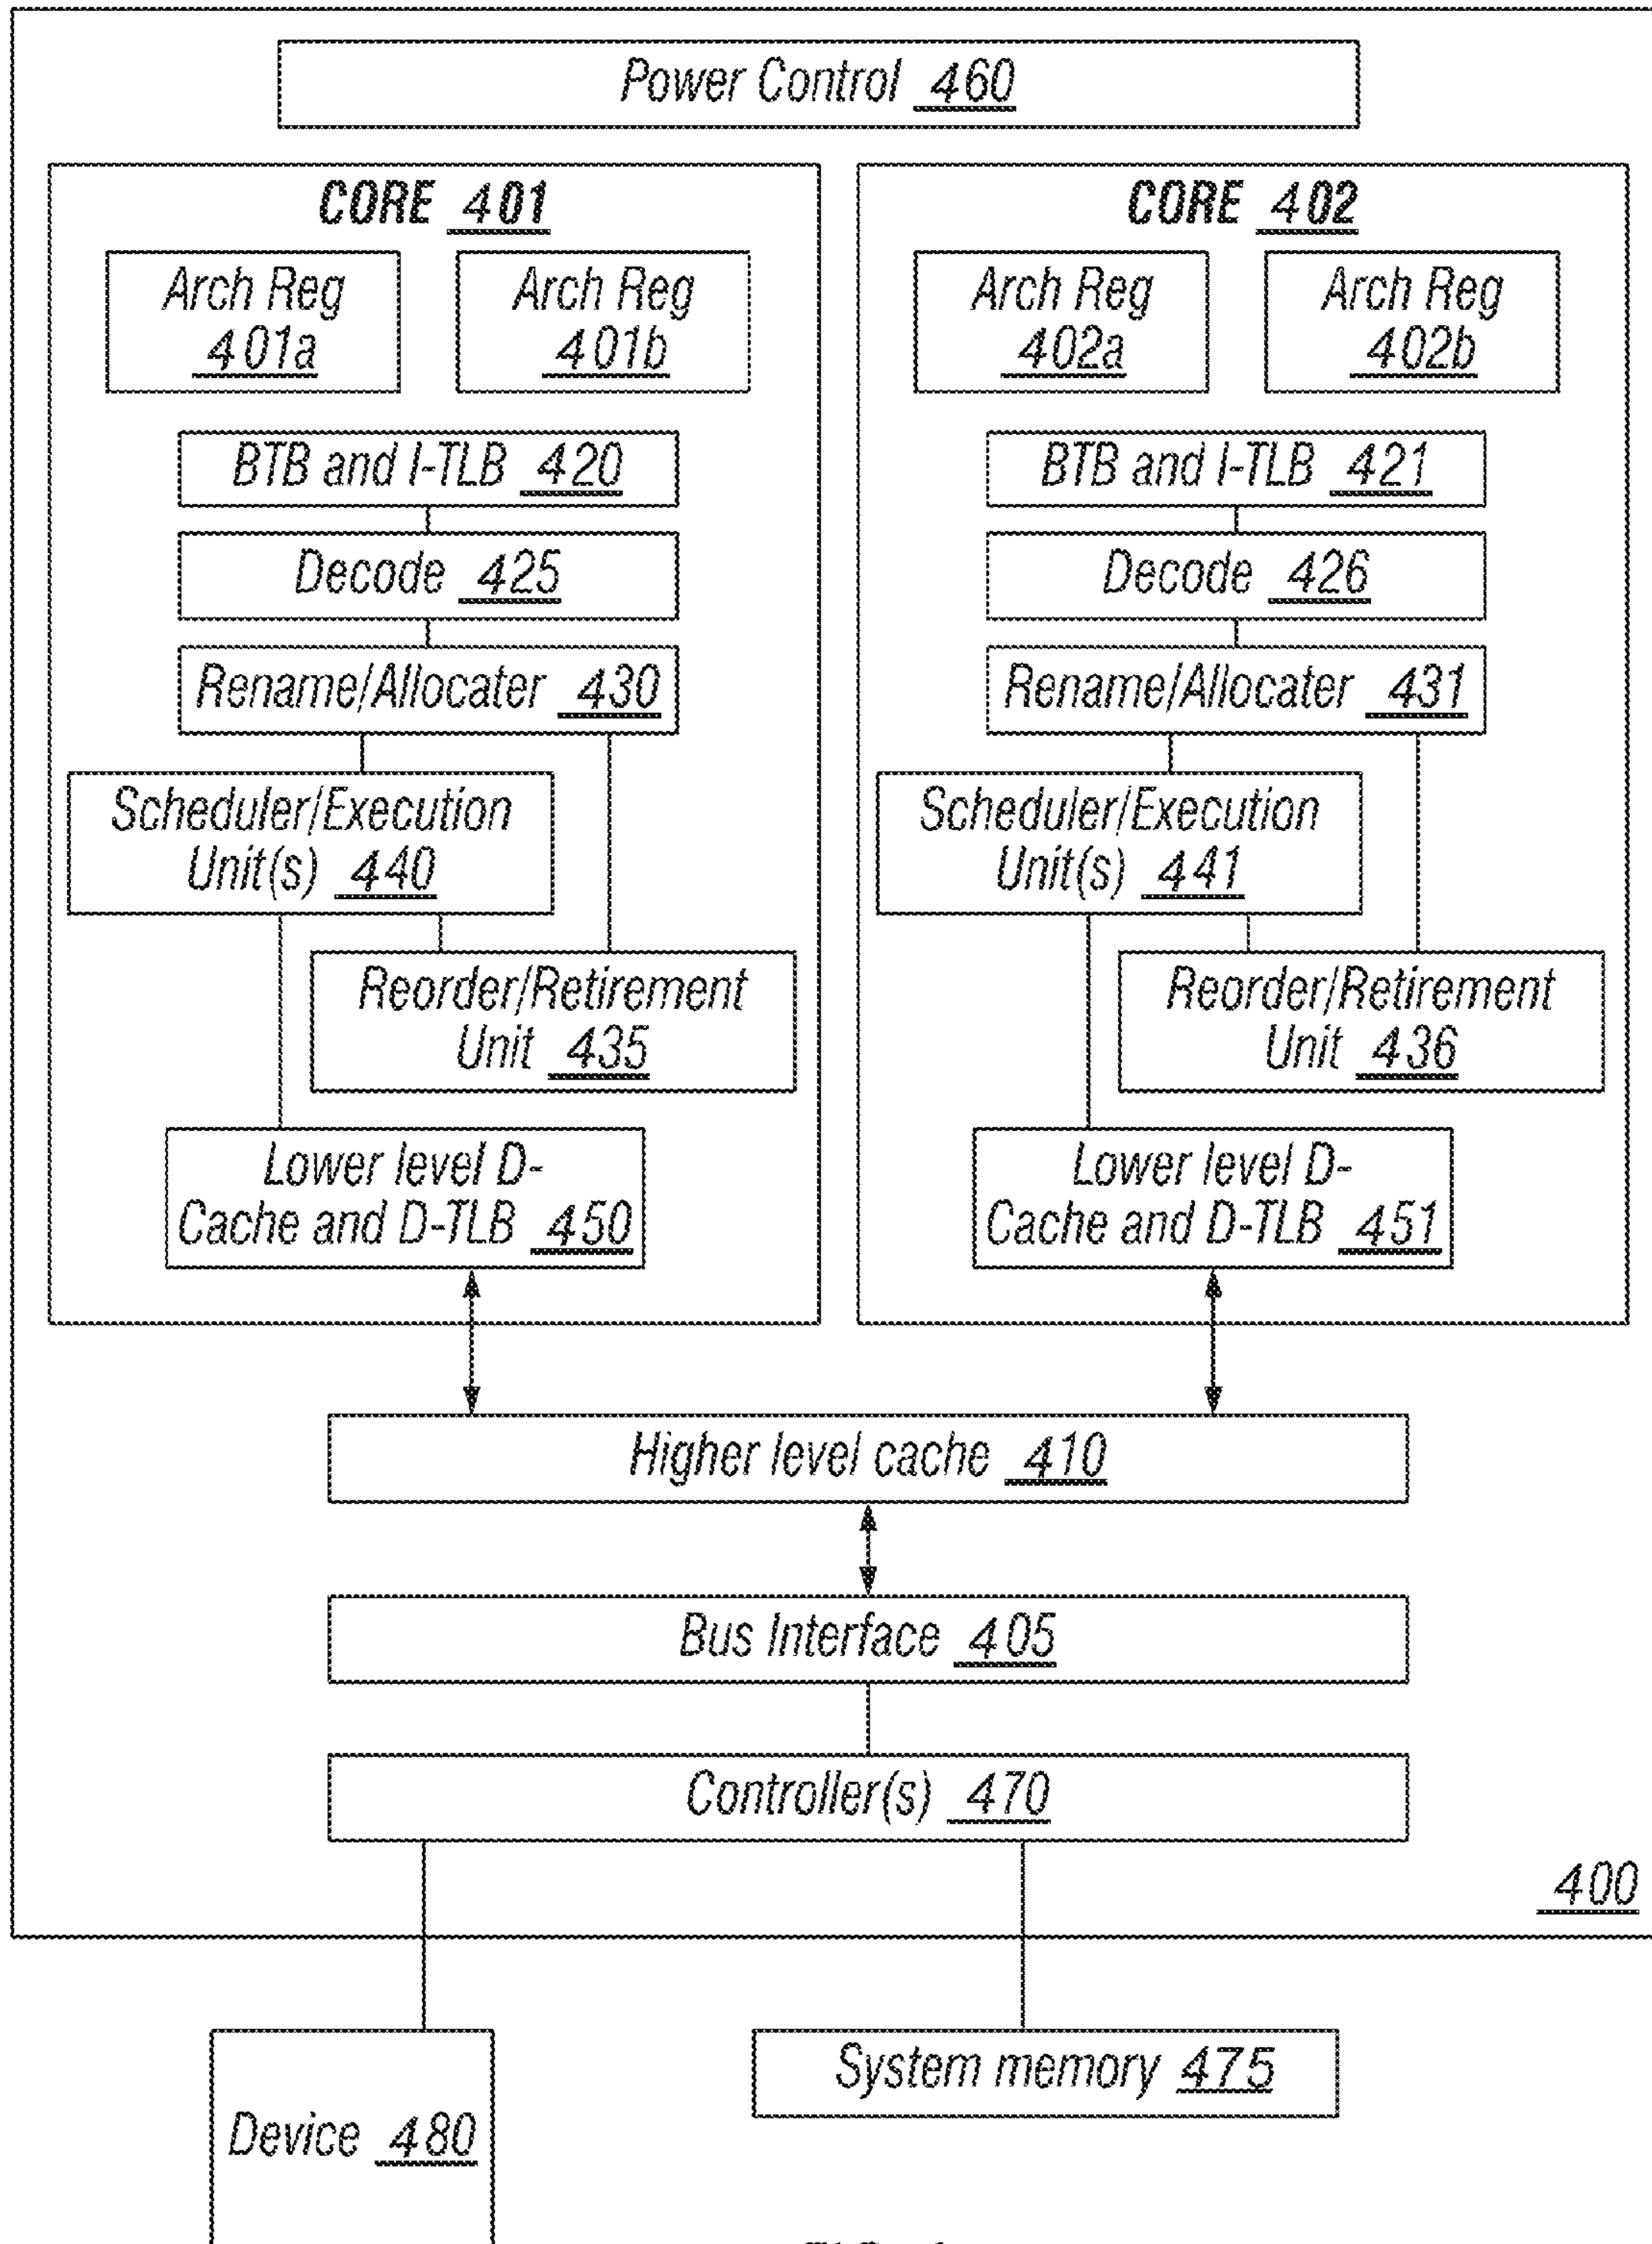 Power Control 460
CORE 401
Arch Reg
401a
Arch Reg
401b
BTB and I-TLB 420
Decode 425
Rename/Allocater 430
Scheduler/Execution
Unit(s) 440
Reorder/Retirement
Unit 435
Lower level D-
Cache and D-TLB 450
CORE 402
Arch Reg
402a
Arch Reg
402b
BTB and I-TLB 421
Decode 426
Rename/Allocater 431
Scheduler/Execution
Unit(s) 441
Reorder/Retirement
Unit 436
Lower level D-
Cache and D-TLB 451
Higher level cache 410
Bus Interface 405
Controller(s) 470
400
System memory 475
Device 480